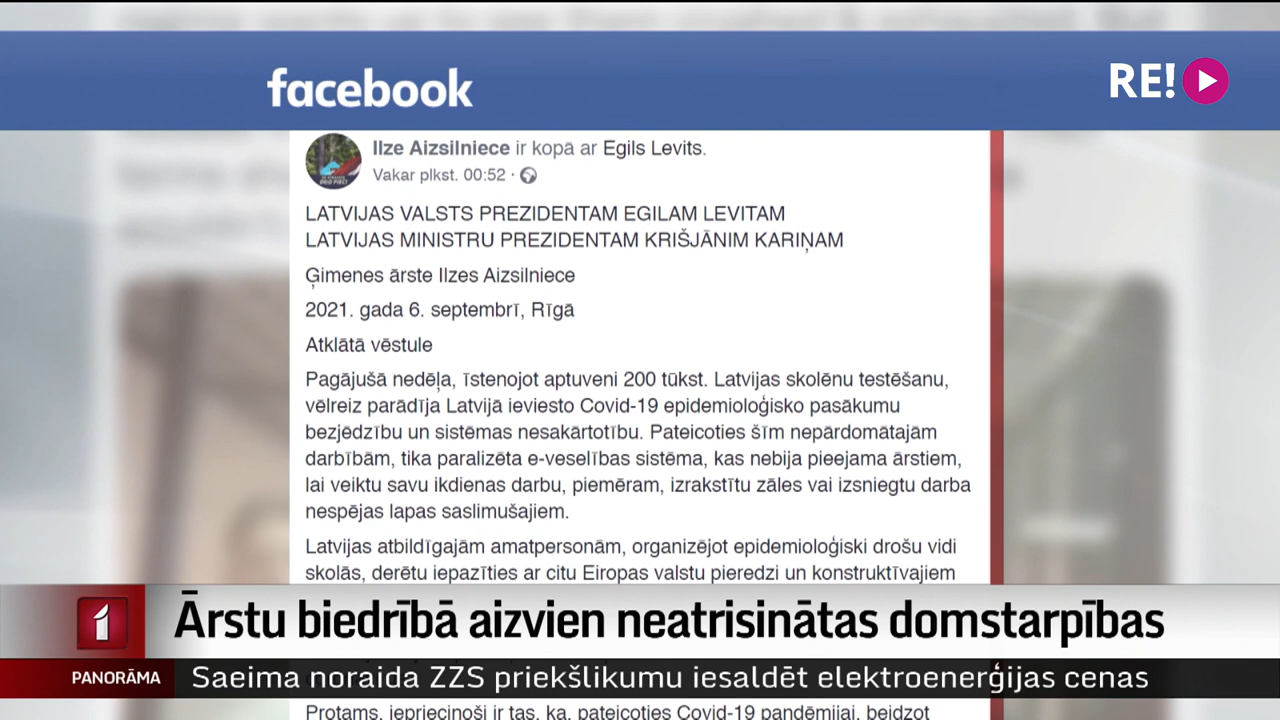 facebook
RE!
Ilze Aizsilniece ir kopā ar Egils Levits.
Vakar plkst. 00:52 ·
LATVIJAS VALSTS PREZIDENTAM EGILAM LEVITAM
LATVIJAS MINISTRU PREZIDENTAM KRIŠJĀNIM KARIŅAM
Ģimenes ārste Ilzes Aizsilniece
2021. gada 6. septembrī, Rīgā
Atklātā vēstule
Pagājušā nedēļa, īstenojot aptuveni 200 tūkst. Latvijas skolēnu testēšanu,
vēlreiz parādīja Latvijā ieviesto Covid-19 epidemioloģisko pasākumu
bezjēdzību un sistēmas nesakārtotību. Pateicoties šīm nepārdomātajām
darbībām, tika paralizēta e-veselības sistēma, kas nebija pieejama ārstiem,
lai veiktu savu ikdienas darbu, piemēram, izrakstītu zāles vai izsniegtu darba
nespējas lapas saslimušajiem.
Latvijas atbildīgajām amatpersonām, organizējot epidemioloģiski drošu vidi
skolās, derētu iepazīties ar citu Eiropas valstu pieredzi un konstruktīvajiem
1
Ārstu biedrībā aizvien neatrisinātas domstarpības
PANORĀMA
Saeima noraida ZZS priekšlikumu iesaldēt elektroenerģijas cenas
Protams, iepriecinoši ir tas, ka, pateicoties Covid-19 pandēmijai, beidzot